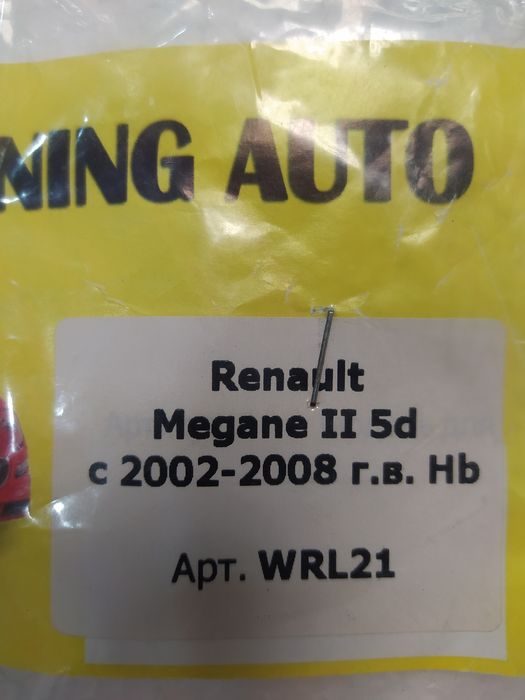 NING AUTO
Renault
Megane II 5d
с 2002-2008 г.в. Hb
Арт. WRL21